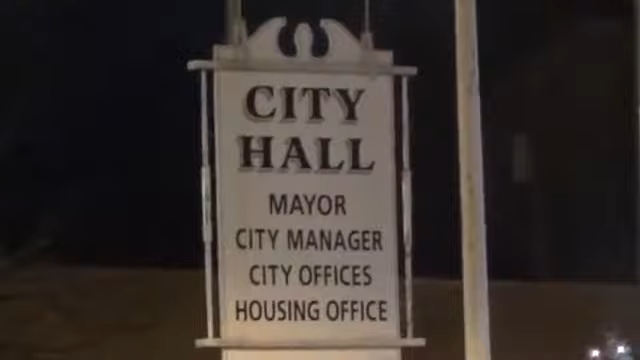 CITY
HALL
MAYOR
CITY MANAGER
CITY OFFICES
HOUSING OFFICE